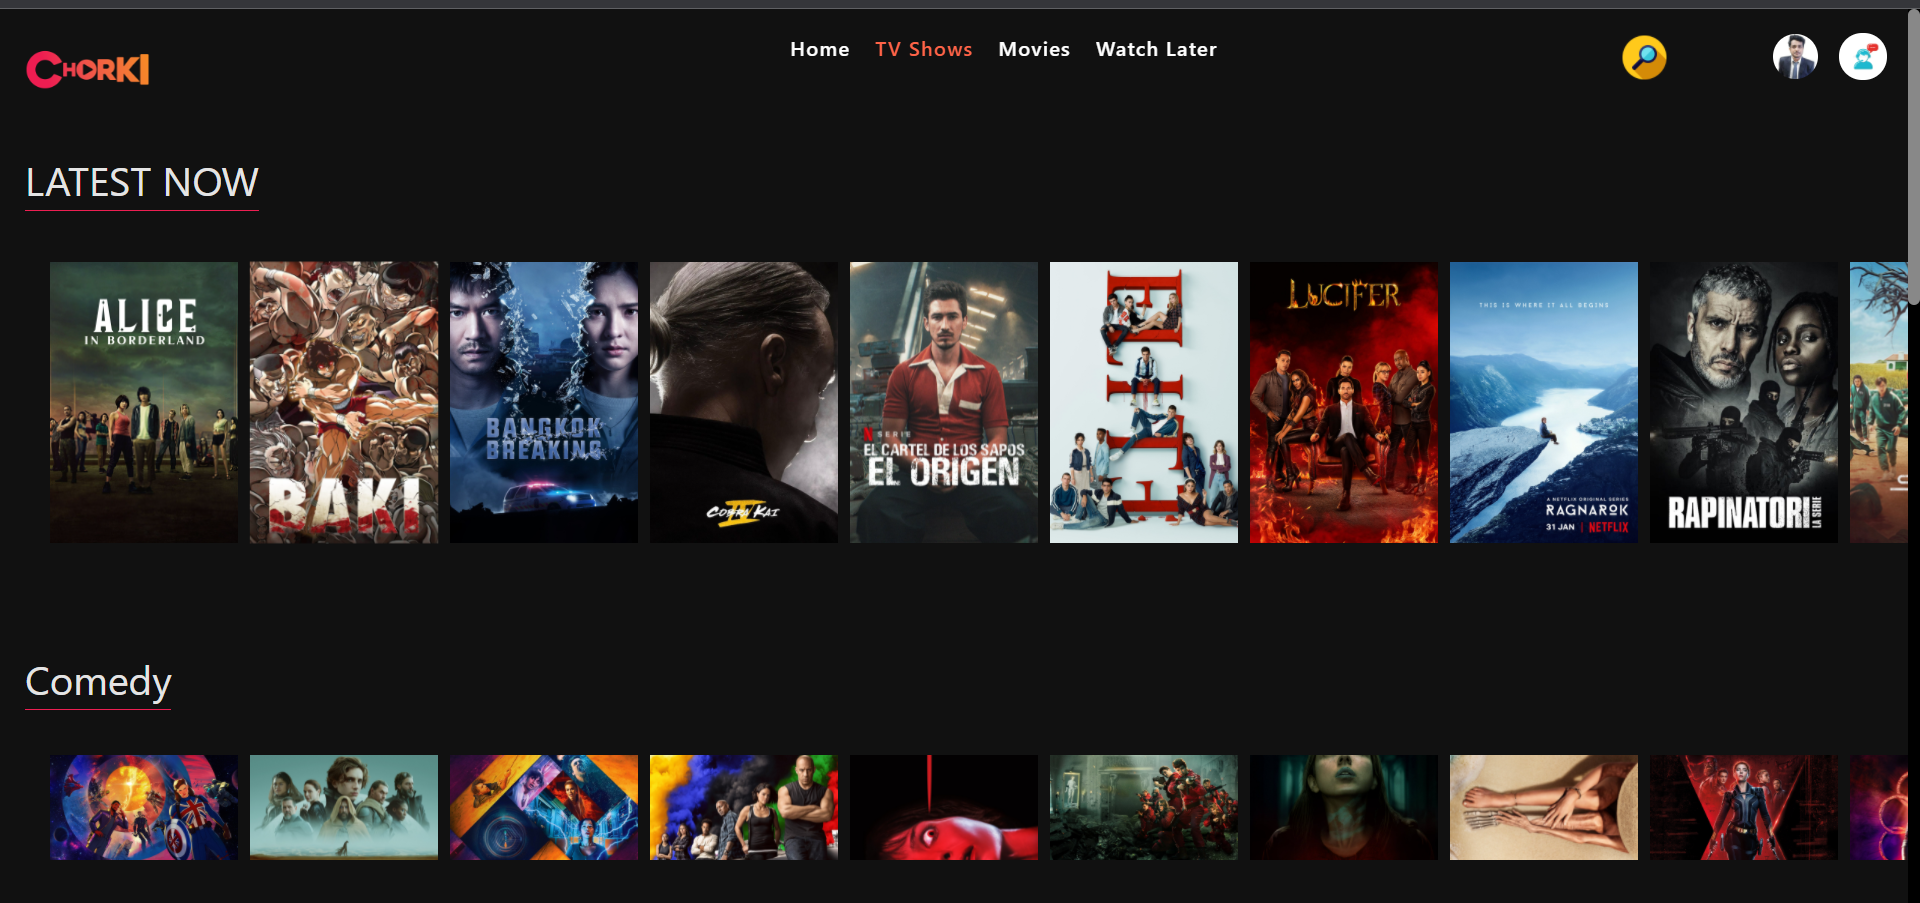 CHORKI
Home TV Shows Movies Watch Later
LATEST NOW
ALICE
IN BORDERLAND
BAKI
BANGKOK
BREAKING
COBRA KAI
IV
N SERIE
EL CARTEL DE LOS SAPOS
EL ORIGEN
ELITE
LUCIFER
THIS IS WHERE IT ALL BEGINS
A NETFLIX ORIGINAL SERIES
RAGNARØK
31 JAN | NETFLIX
RAPINATORI
LA SERIE
Comedy